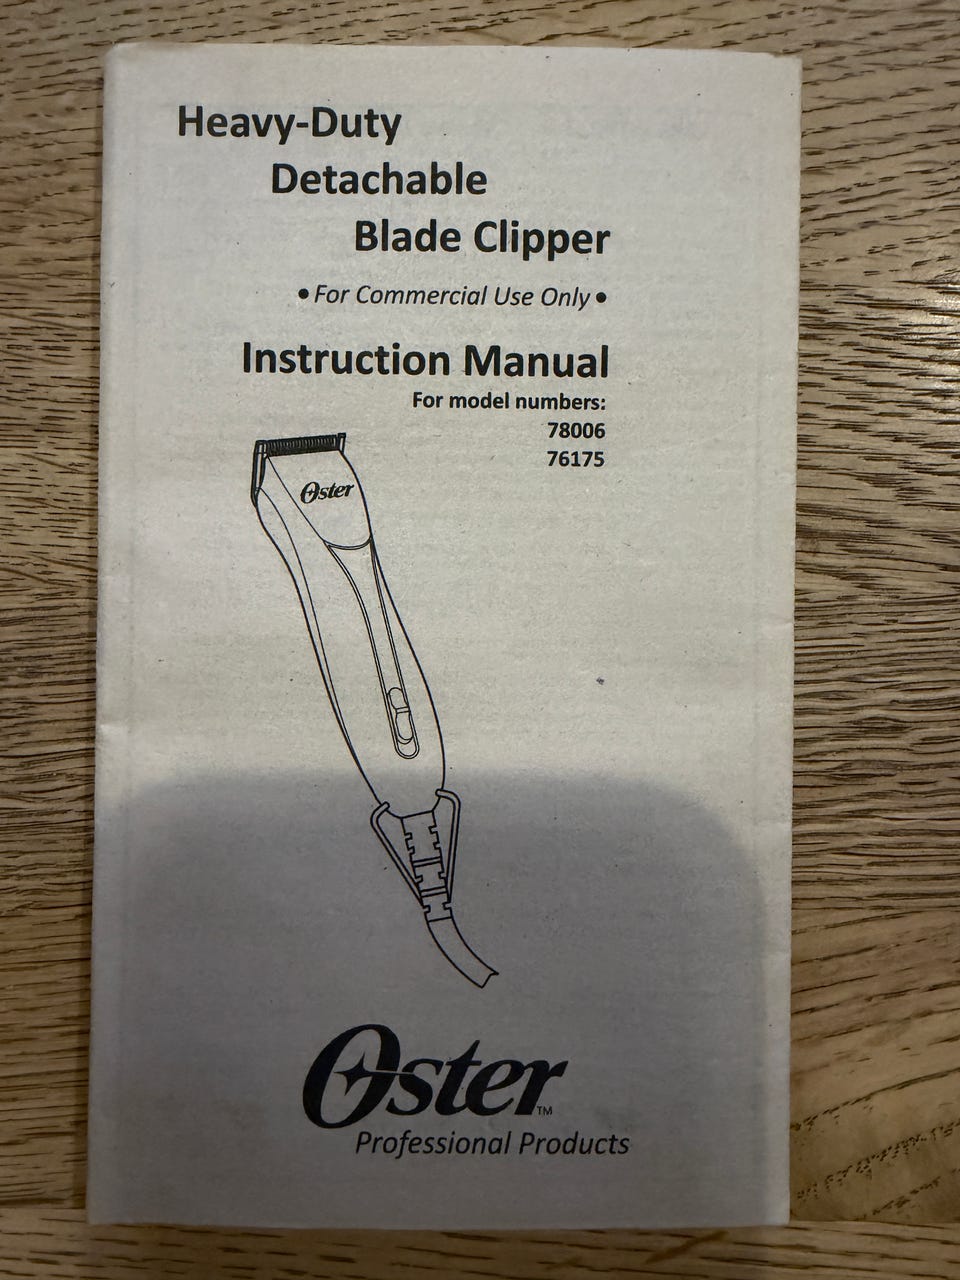 Heavy-Duty
Detachable
Blade Clipper
• For Commercial Use Only •
Instruction Manual
For model numbers:
78006
76175
Oster
Oster™
Professional Products